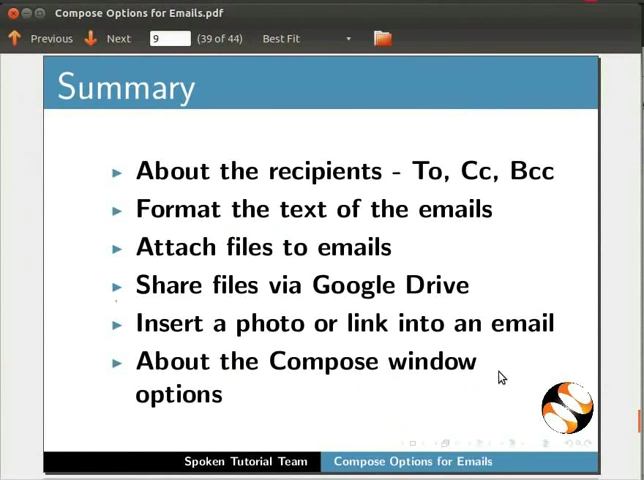 Compose Options for Emails.pdf
Previous Next 9 (39 of 44) Best Fit
Summary
About the recipients - To, Cc, Bcc
Format the text of the emails
Attach files to emails
Share files via Google Drive
Insert a photo or link into an email
About the Compose window
options
Spoken Tutorial Team Compose Options for Emails